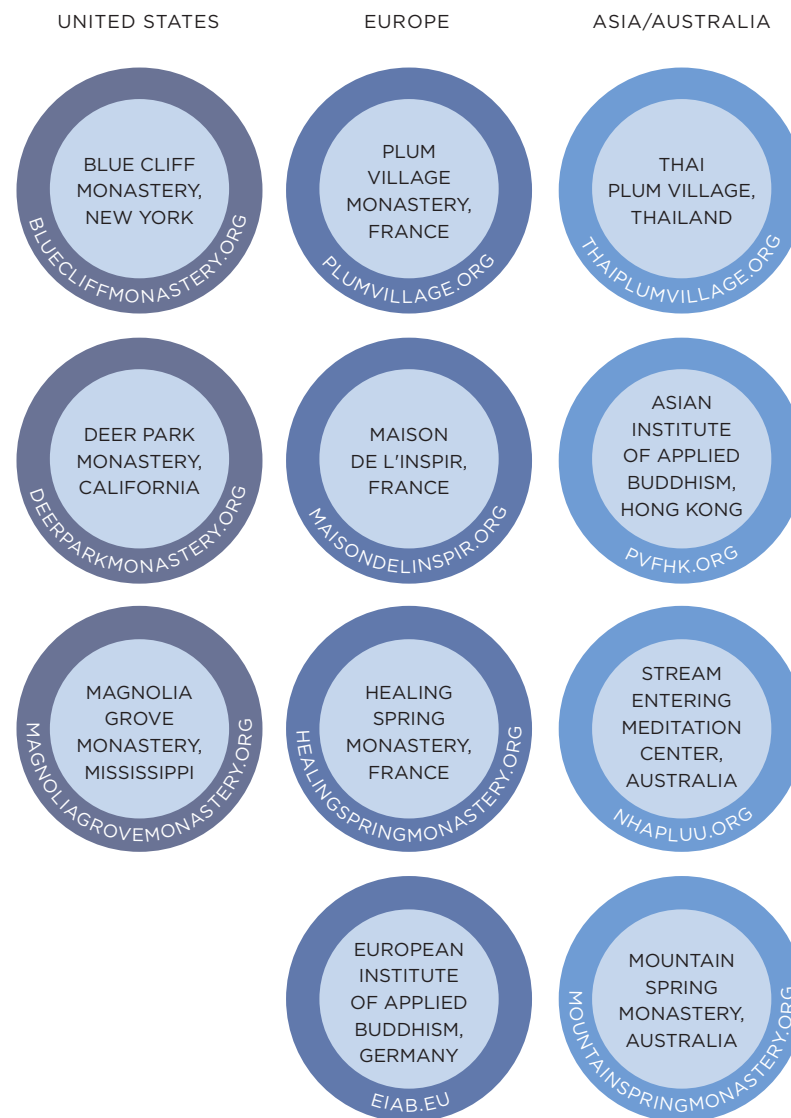 UNITED STATES
BLUE CLIFF
MONASTERY,
NEW YORK
BLUECLIFFMONASTERY.ORG
DEER PARK
MONASTERY,
CALIFORNIA
DEERPARKMONASTERY.ORG
MAGNOLIA
GROVE
MONASTERY,
MISSISSIPPI
MAGNOLIAGROVEMONASTERY.ORG
EUROPE
PLUM
VILLAGE
MONASTERY,
FRANCE
PLUMVILLAGE.ORG
MAISON
DE L'INSPIR,
FRANCE
MAISONDELINSPIR.ORG
HEALING
SPRING
MONASTERY,
FRANCE
HEALINGSPRINGMONASTERY.ORG
EUROPEAN
INSTITUTE
OF APPLIED
BUDDHISM,
GERMANY
EIAB.EU
ASIA/AUSTRALIA
THAI
PLUM VILLAGE,
THAILAND
THAIPLUMVILLAGE.ORG
ASIAN
INSTITUTE
OF APPLIED
BUDDHISM,
HONG KONG
PVFHK.ORG
STREAM
ENTERING
MEDITATION
CENTER,
AUSTRALIA
NHAPLUU.ORG
MOUNTAIN
SPRING
MONASTERY,
AUSTRALIA
MOUNTAINSPRINGMONASTERY.ORG